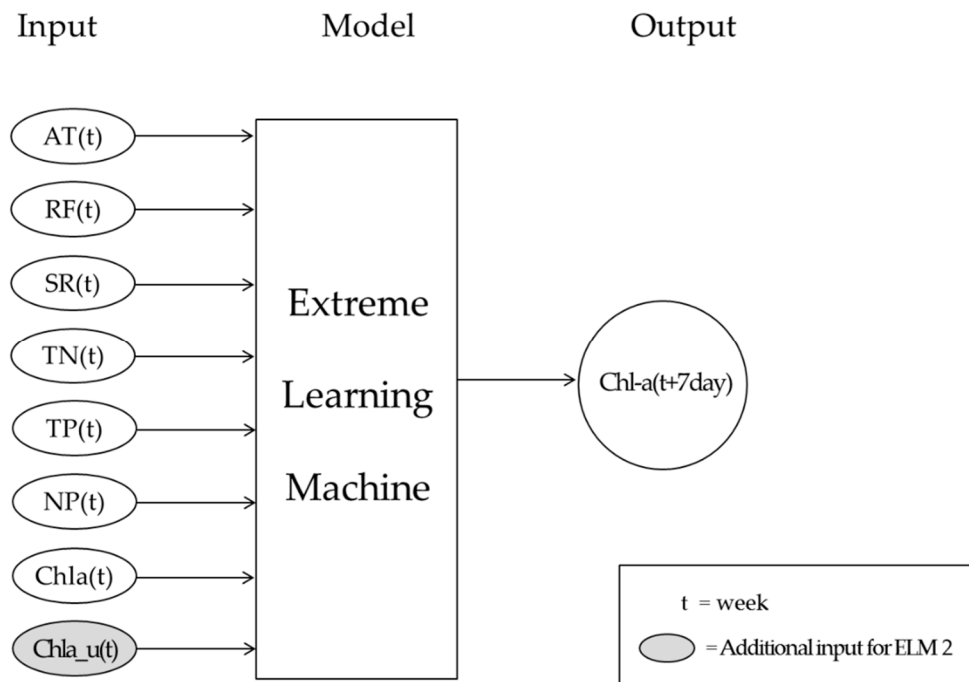 Input Model Output
AT(t)
RF(t)
SR(t)
TN(t)
TP(t)
NP(t)
Chla(t)
Chla_u(t)
Extreme
Learning
Machine
Chl-a(t+7day)
t = week
= Additional input for ELM 2